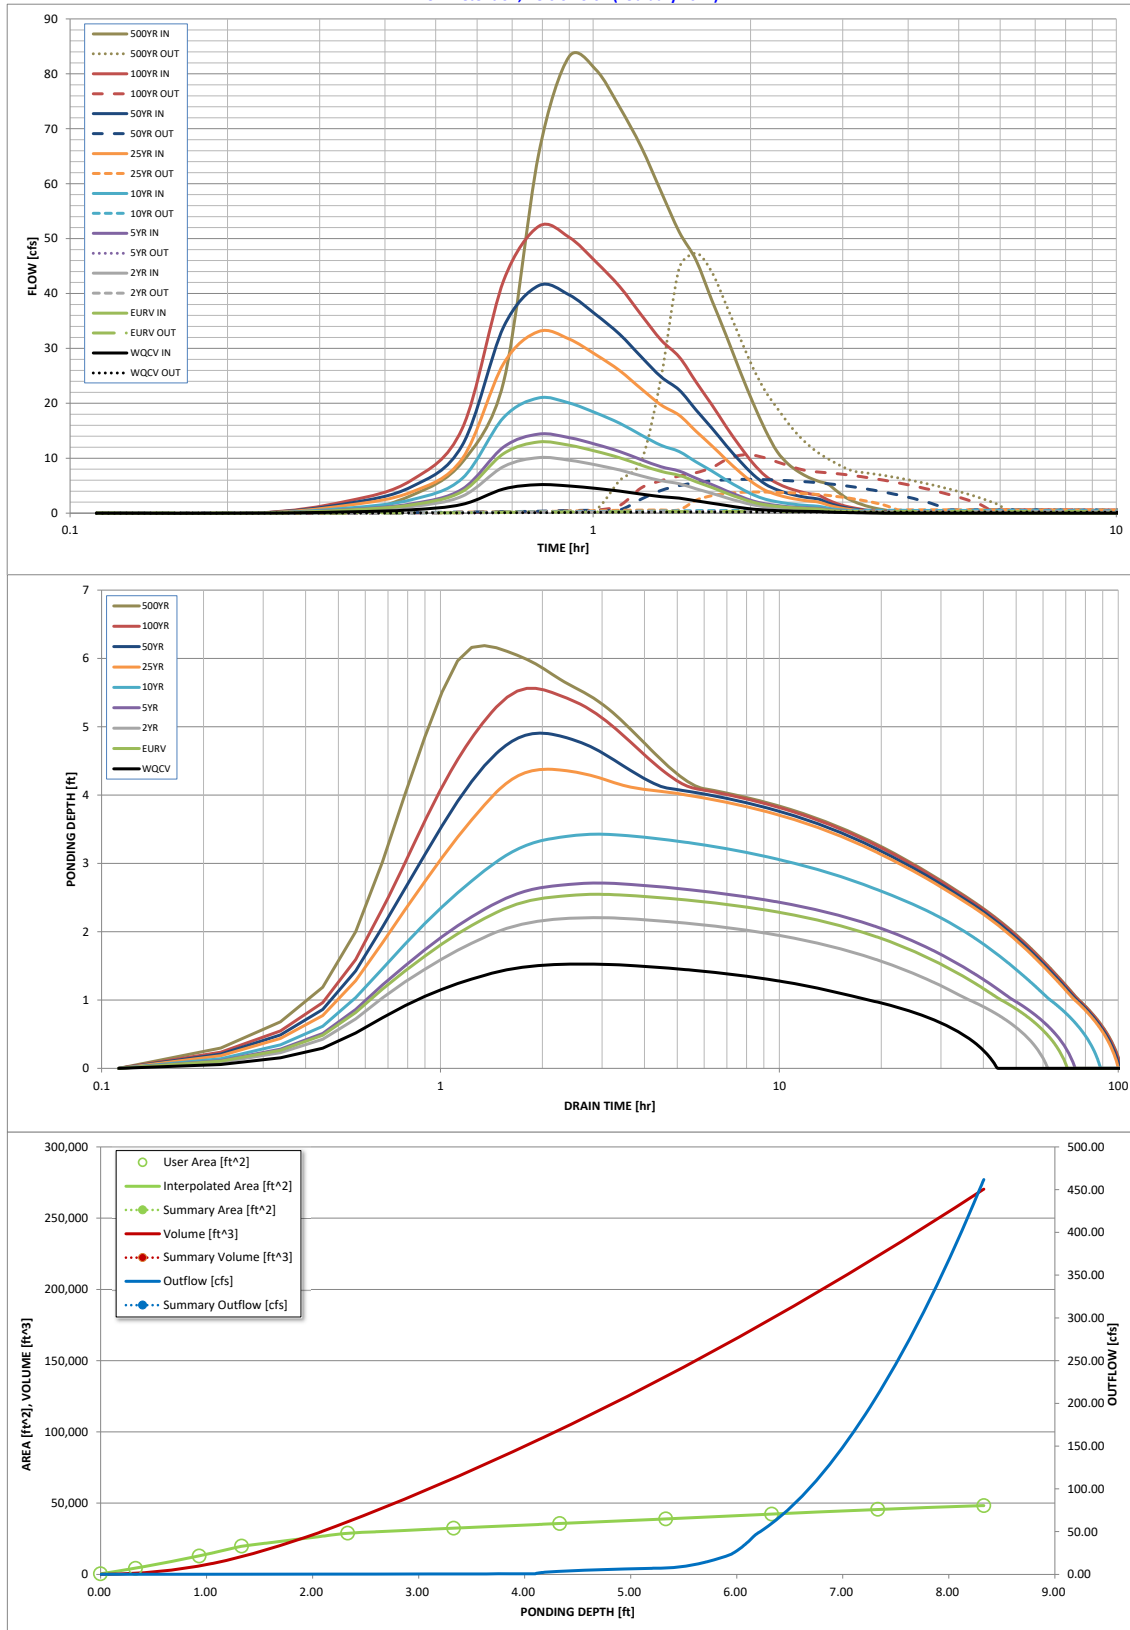 90
80
70
60
50
40
30
20
10
0
FLOW [cfs]
500YR IN
500YR OUT
100YR IN
100YR OUT
50YR IN
50YR OUT
25YR IN
25YR OUT
10YR IN
10YR OUT
5YR IN
5YR OUT
2YR IN
2YR OUT
EURV IN
EURV OUT
WQCV IN
WQCV OUT
0.1
1
10
TIME [hr]
7
6
5
4
3
2
1
0
PONDING DEPTH [ft]
500YR
100YR
50YR
25YR
10YR
5YR
2YR
EURV
WQCV
0.1
1
10
100
DRAIN TIME [hr]
300,000
250,000
200,000
150,000
100,000
50,000
0
AREA [ft^2], VOLUME [ft^3]
User Area [ft^2]
Interpolated Area [ft^2]
Summary Area [ft^2]
Volume [ft^3]
Summary Volume [ft^3]
Outflow [cfs]
Summary Outflow [cfs]
500.00
450.00
400.00
350.00
300.00
250.00
200.00
150.00
100.00
50.00
0.00
OUTFLOW [cfs]
0.00
1.00
2.00
3.00
4.00
5.00
6.00
7.00
8.00
9.00
PONDING DEPTH [ft]